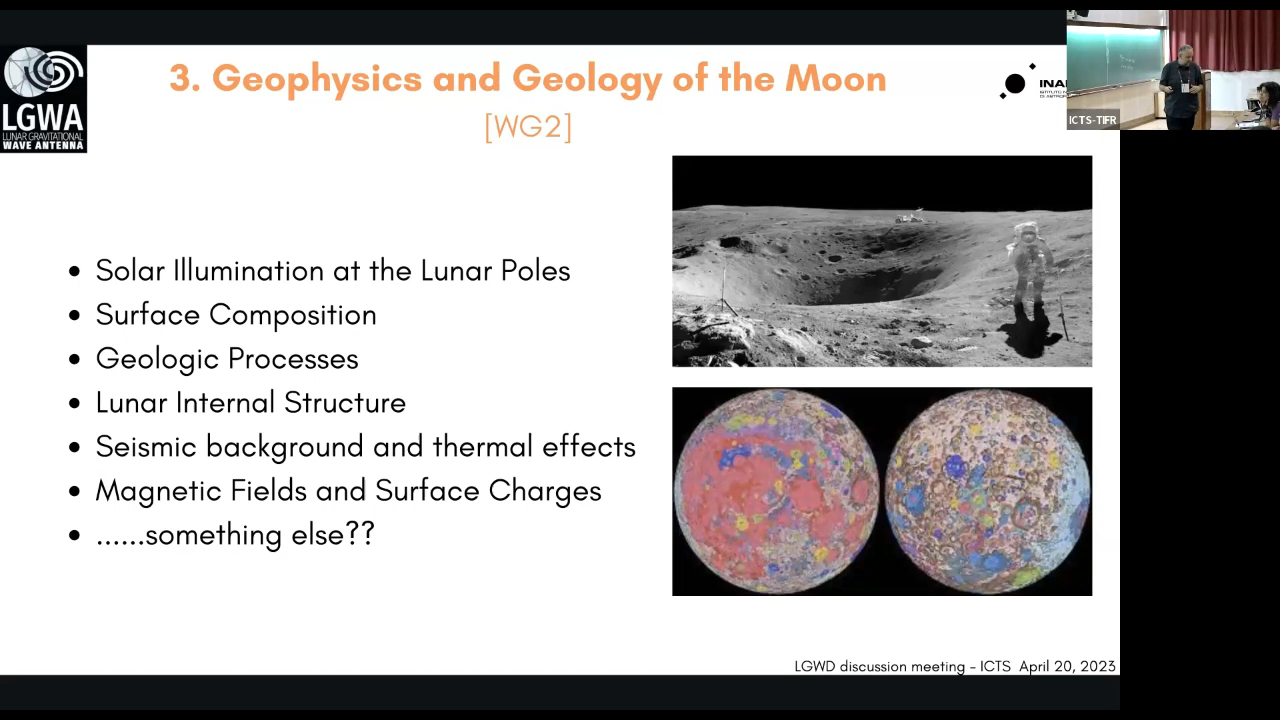 3. Geophysics and Geology of the Moon
[WG2]
LGWA
LUNAR GRAVITATIONAL
WAVE ANTENNA
ICTS-TIFR
• Solar Illumination at the Lunar Poles
• Surface Composition
• Geologic Processes
• Lunar Internal Structure
• Seismic background and thermal effects
• Magnetic Fields and Surface Charges
• ......something else??
LGWD discussion meeting - ICTS April 20, 2023